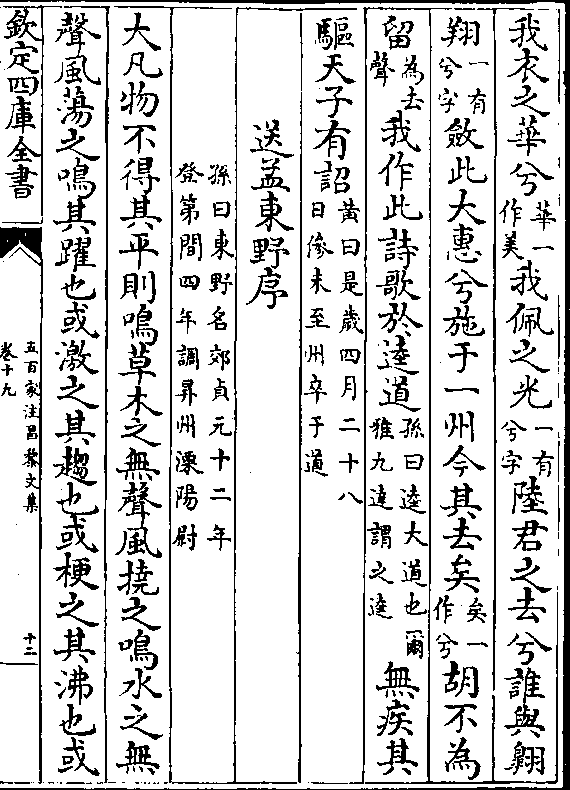 我衣之華兮華一作美我佩之光一有兮字陸君之去兮誰與翺
翔一有兮字斂此大惠兮施于一州今其去矣矣一作兮胡不為
留為去聲我作此詩歌於逵道孫曰逵大道也爾雅九達謂之逵無疾其
驅天子有詔黃曰是歲四月二十八日傪未至州卒于道
送孟東野序
孫曰東野名郊貞元十二年
登第間四年調昇州溧陽尉
大凡物不得其平則鳴草木之無聲風撓之鳴水之無
聲風蕩之鳴其躍也或激之其趨也或梗之其沸也或
欽定四庫全書
五百家注昌黎文集
卷十九
十二